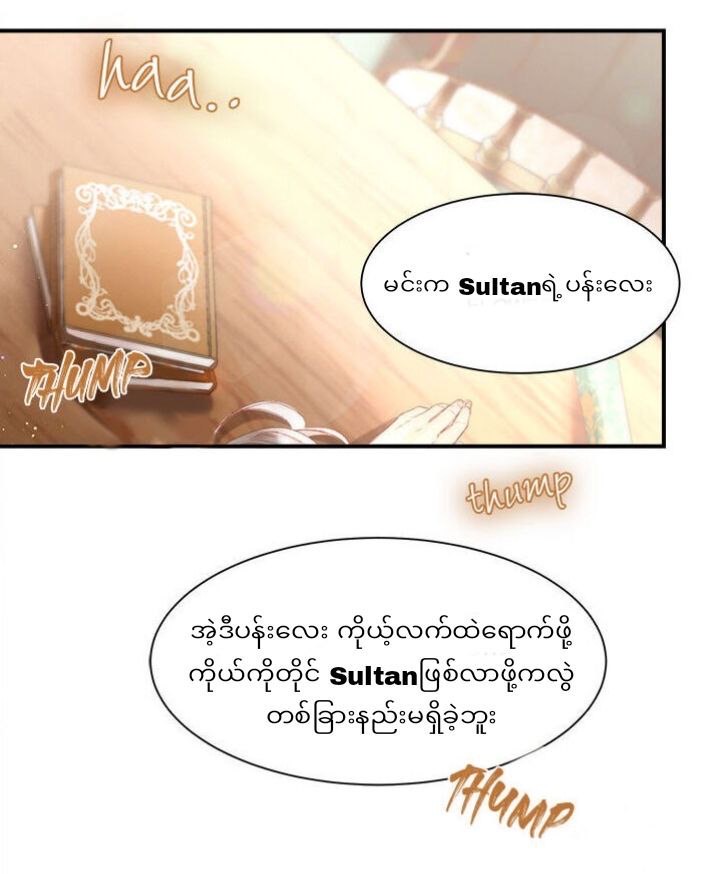 haa..
မင်းက Sultanရဲ့ ပန်းလေး
THUMP
thump
အဲ့ဒီပန်းလေး ကိုယ့်လက်ထဲရောက်ဖို့
ကိုယ်ကိုတိုင် Sultanဖြစ်လာဖို့ကလွဲ
တစ်ခြားနည်းမရှိခဲ့ဘူး
THUMP